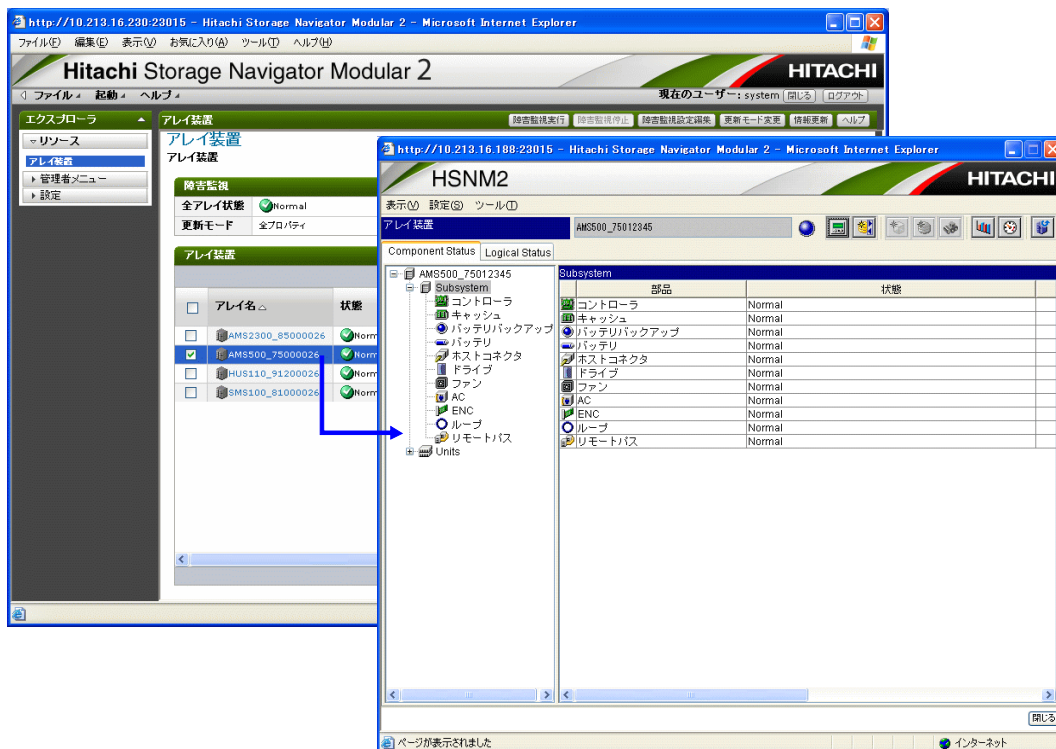 http://10.213.16.230:23015 - Hitachi Storage Navigator Modular 2 - Microsoft Internet Explorer
ファイル(F) 編集(E) 表示(V) お気に入り(A) ツール(T) ヘルプ(H)
Hitachi Storage Navigator Modular 2
HITACHI
ファイル 起動 ヘルプ
現在のユーザー: system 閉じる ログアウト
エクスプローラ
リソース
アレイ装置
管理者メニュー
設定
アレイ装置
障害監視実行 障害監視停止 障害監視設定編集 更新モード変更 情報更新 ヘルプ
アレイ装置
アレイ装置
障害監視
全アレイ状態 Normal
更新モード 全プロパティ
アレイ装置
アレイ名 状態
AMS2300_85000026 Norm
AMS500_75000026 Norm
HUS110_91200026 Norm
SMS100_81000026 Norm
http://10.213.16.188:23015 - Hitachi Storage Navigator Modular 2 - Microsoft Internet Explorer
HSNM2
HITACHI
表示(V) 設定(S) ツール(T)
アレイ装置
AMS500_75012345
Component Status Logical Status
AMS500_75012345
Subsystem
コントローラ
キャッシュ
バッテリバックアップ
バッテリ
ホストコネクタ
ドライブ
ファン
AC
ENC
ループ
リモートパス
Units
Subsystem
部品 状態
コントローラ Normal
キャッシュ Normal
バッテリバックアップ Normal
バッテリ Normal
ホストコネクタ Normal
ドライブ Normal
ファン Normal
AC Normal
ENC Normal
ループ Normal
リモートパス Normal
閉じる
ページが表示されました
インターネット